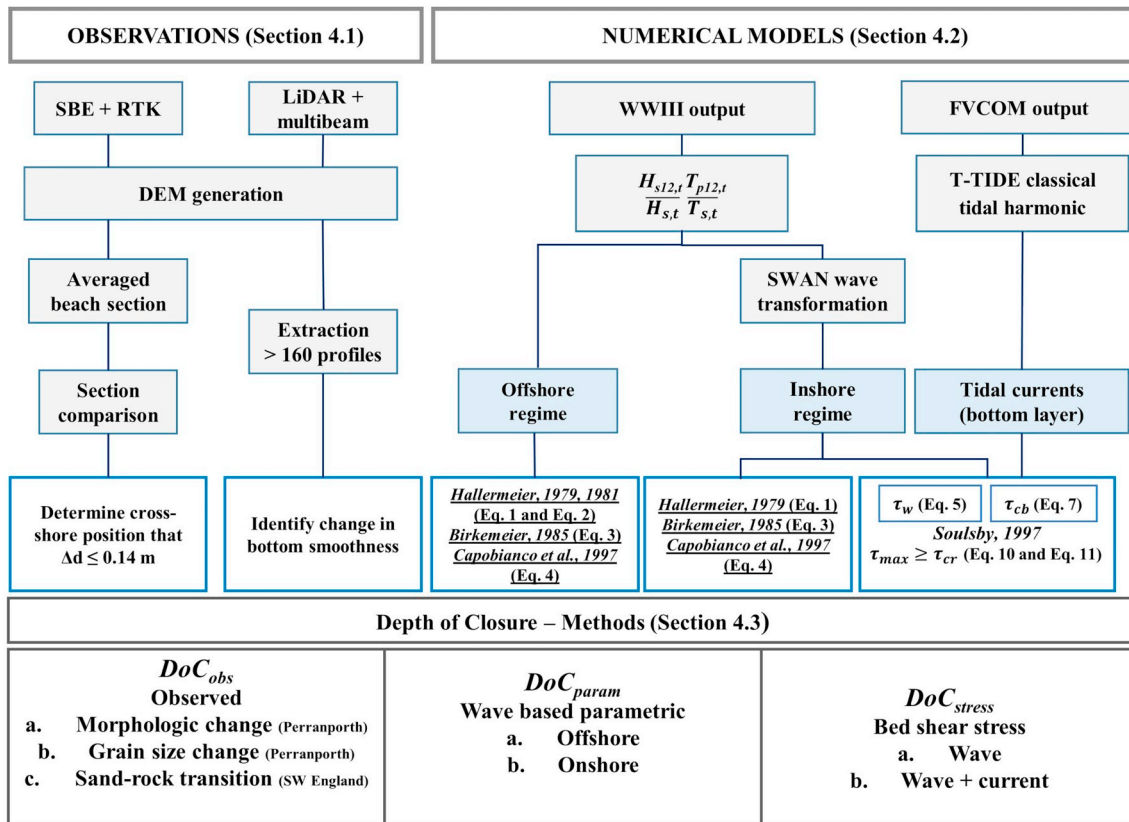 OBSERVATIONS (Section 4.1)
NUMERICAL MODELS (Section 4.2)
SBE + RTK
LiDAR +
multibeam
WWIII output
FVCOM output
DEM generation
H_{s12,t} T_{p12,t}
H_{s,t} T_{s,t}
T-TIDE classical
tidal harmonic
Averaged
beach section
SWAN wave
transformation
Extraction
> 160 profiles
Section
comparison
Offshore
regime
Inshore
regime
Tidal currents
(bottom layer)
Determine cross-
shore position that
Δd ≤ 0.14 m
Identify change in
bottom smoothness
Hallermeier, 1979, 1981
(Eq. 1 and Eq. 2)
Birkemeier, 1985 (Eq. 3)
Capobianco et al., 1997
(Eq. 4)
Hallermeier, 1979 (Eq. 1)
Birkemeier, 1985 (Eq. 3)
Capobianco et al., 1997
(Eq. 4)
τ_w (Eq. 5)
τ_cb (Eq. 7)
Soulsby, 1997
τ_max ≥ τ_cr (Eq. 10 and Eq. 11)
Depth of Closure – Methods (Section 4.3)
DoC_obs
Observed
a. Morphologic change (Perranporth)
b. Grain size change (Perranporth)
c. Sand-rock transition (SW England)
DoC_param
Wave based parametric
a. Offshore
b. Onshore
DoC_stress
Bed shear stress
a. Wave
b. Wave + current